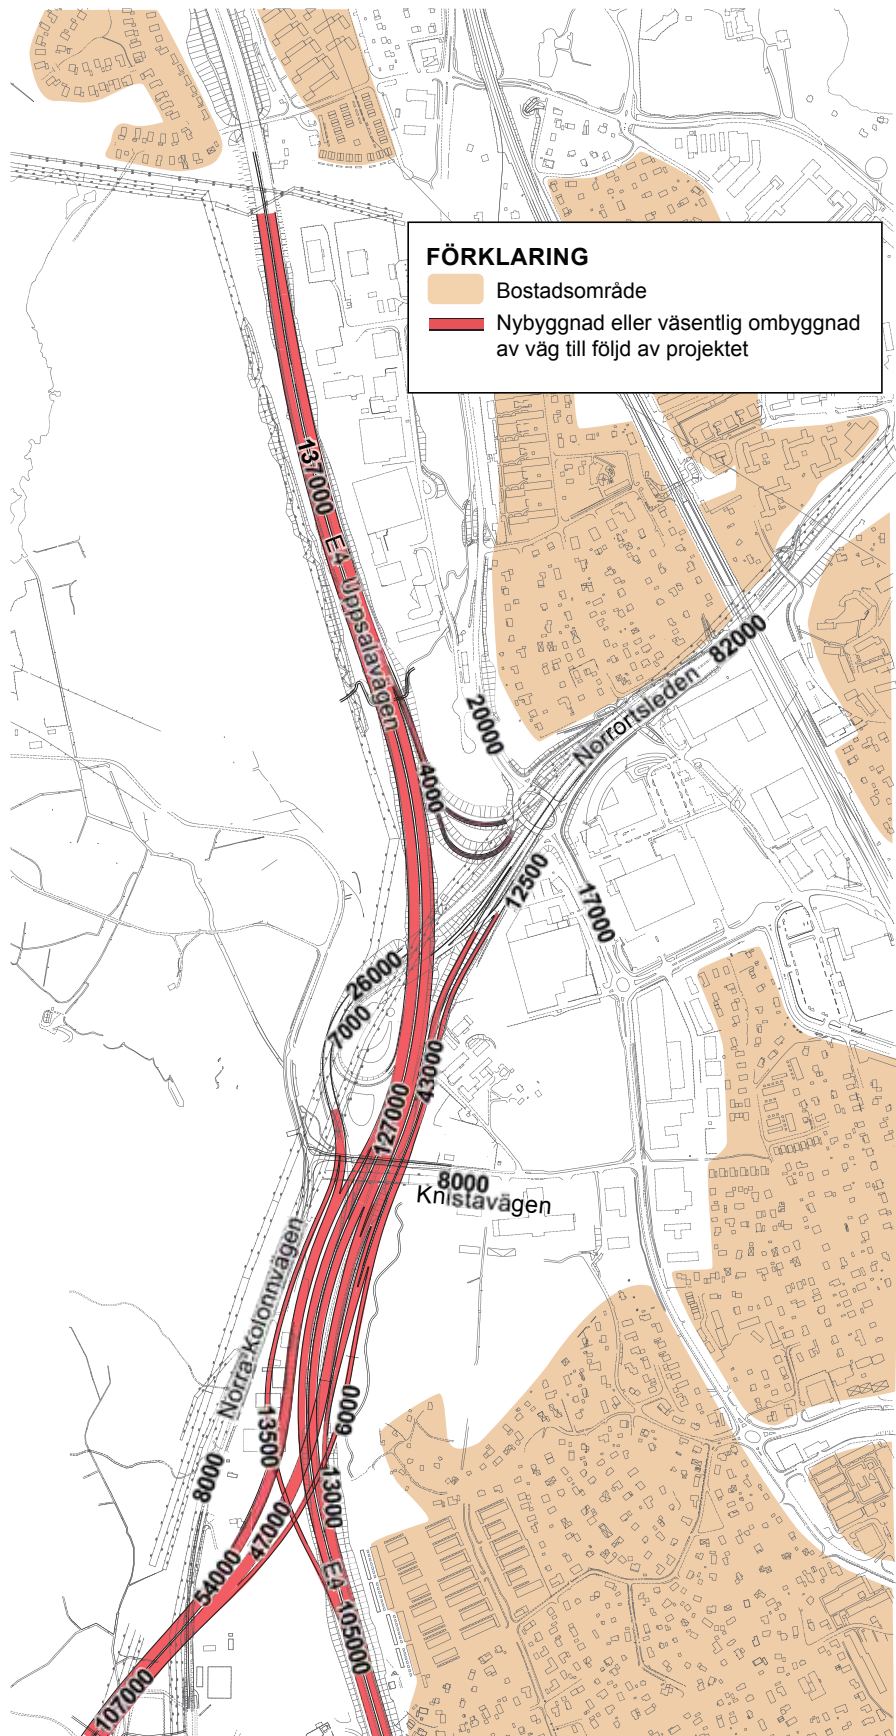 FÖRKLARING
Bostadsområde
Nybyggnad eller väsentlig ombyggnad
av väg till följd av projektet
137000
E4 Uppsalavägen
82000
Norrortsleden
20000
4000
12500
17000
26000
7000
43000
127000
8000
Knistavägen
Norra Kolonnvägen
13500
6000
8000
13000
47000
54000
E4
105000
107000